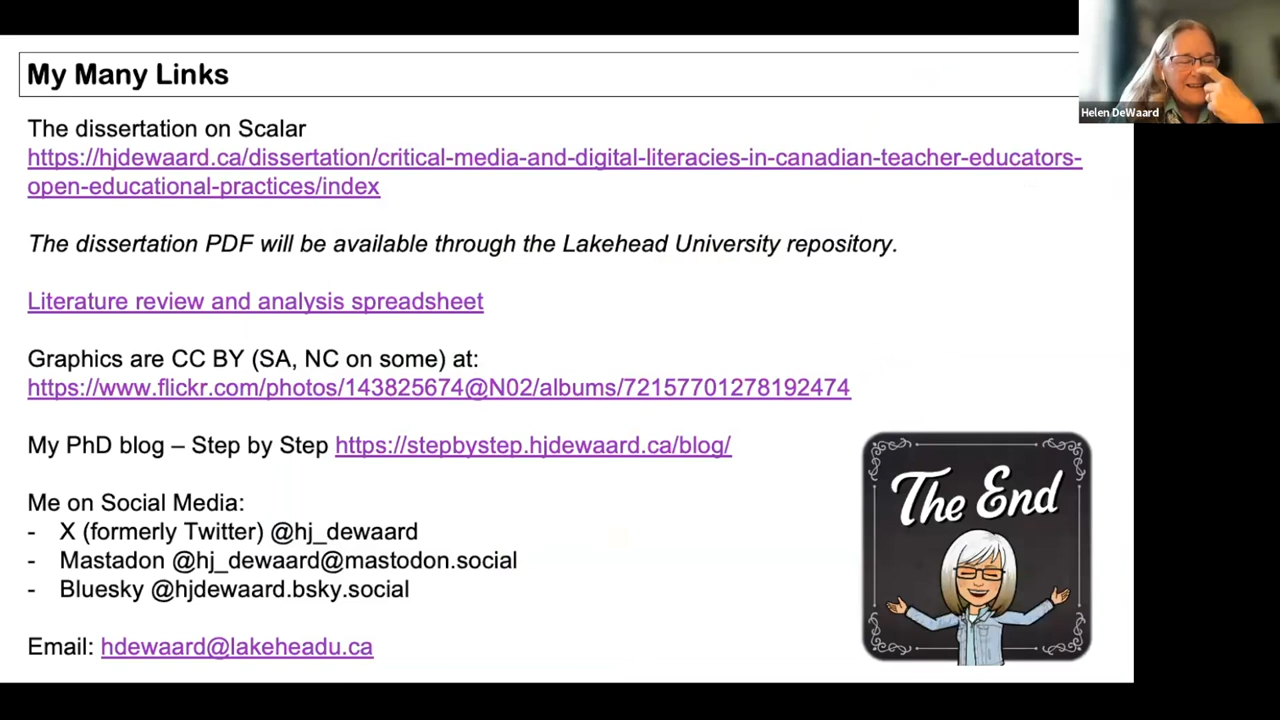 My Many Links
Helen DeWaard
The dissertation on Scalar
https://hjdewaard.ca/dissertation/critical-media-and-digital-literacies-in-canadian-teacher-educators-
open-educational-practices/index
The dissertation PDF will be available through the Lakehead University repository.
Literature review and analysis spreadsheet
Graphics are CC BY (SA, NC on some) at:
https://www.flickr.com/photos/143825674@N02/albums/72157701278192474
My PhD blog – Step by Step https://stepbystep.hjdewaard.ca/blog/
Me on Social Media:
- X (formerly Twitter) @hj_dewaard
- Mastadon @hj_dewaard@mastodon.social
- Bluesky @hjdewaard.bsky.social
Email: hdewaard@lakeheadu.ca
The End